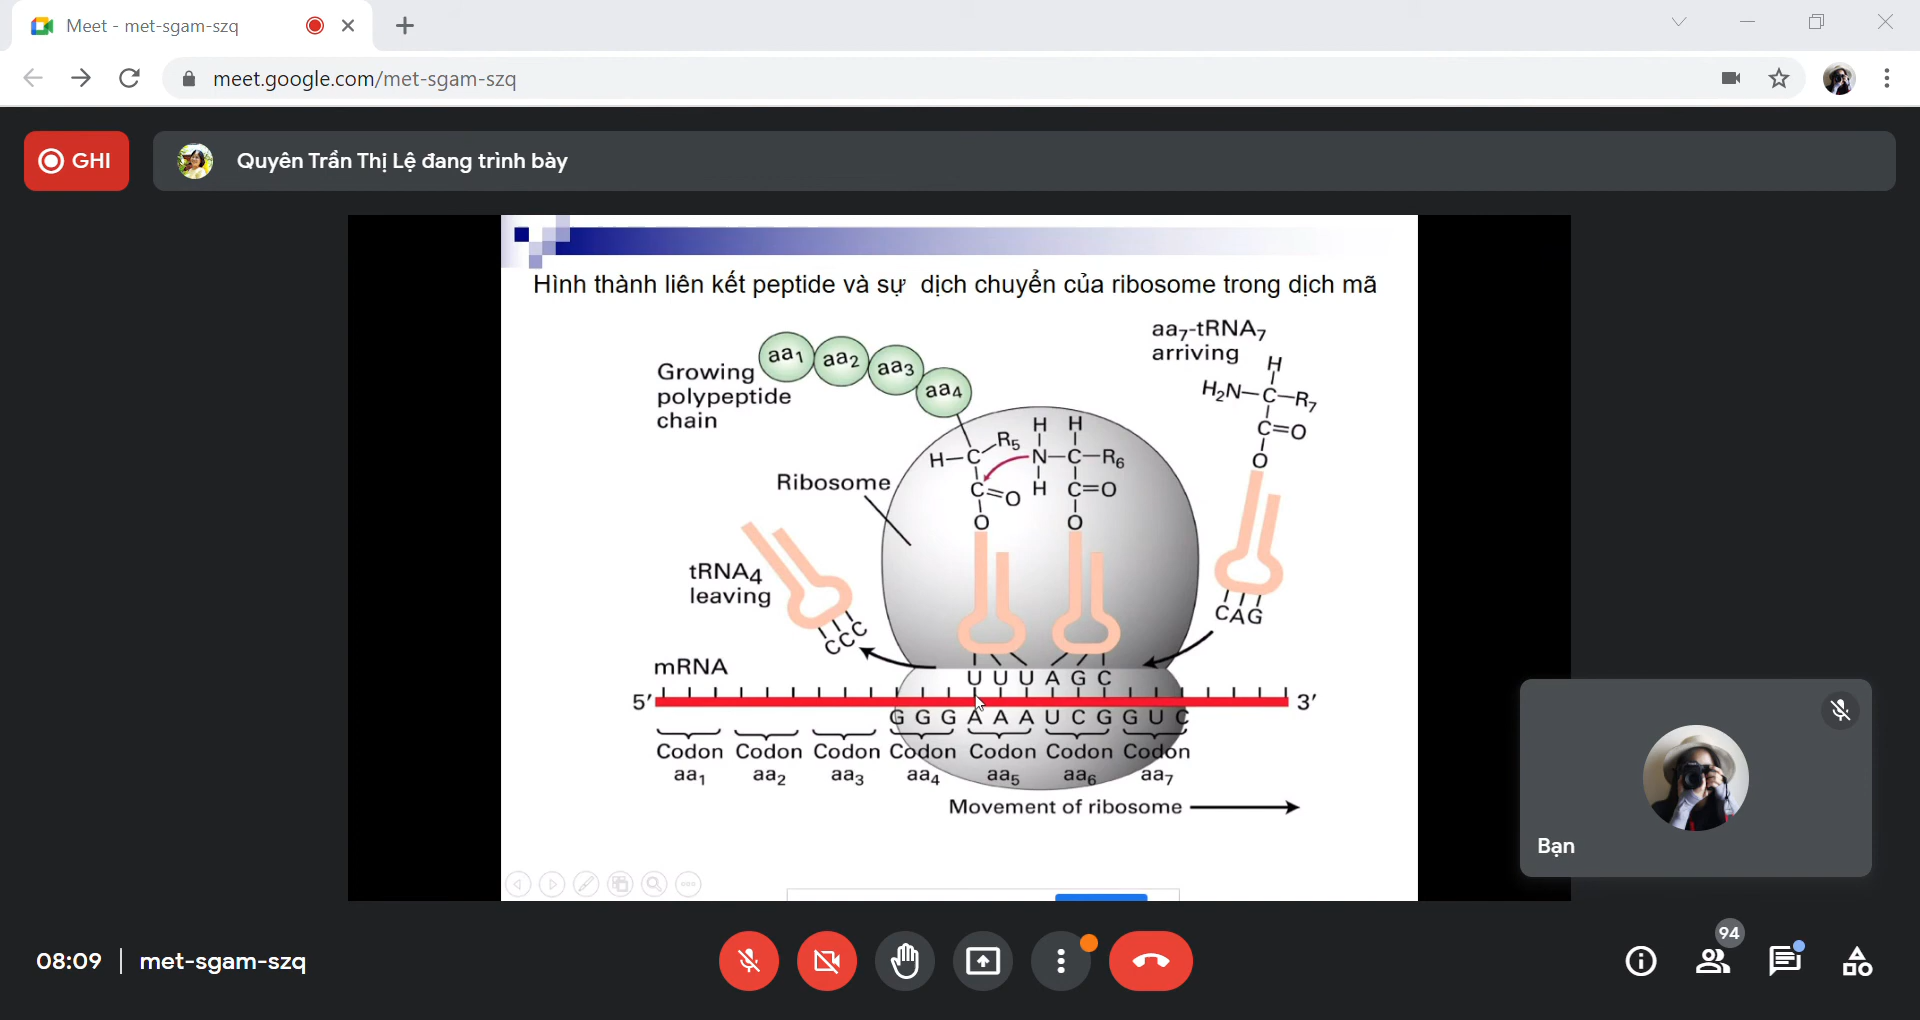 Meet - met-sgam-szq
meet.google.com/met-sgam-szq
GHI
Quyên Trần Thị Lệ đang trình bày
Hình thành liên kết peptide và sự dịch chuyển của ribosome trong dịch mã
aa₁ aa₂ aa₃ aa₄
Growing
polypeptide
chain
aa₇-tRNA₇
arriving
H
H₂N–C–R₇
C=O
O
H H
R₅
H–C N–C–R₆
C=O H C=O
O O
Ribosome
tRNA₄
leaving
CCC
CAG
mRNA
U U U A G C
5′ 3′
G G G A A A U C G G U C
Codon Codon Codon Codon Codon Codon Codon
aa₁ aa₂ aa₃ aa₄ aa₅ aa₆ aa₇
Movement of ribosome
Bạn
08:09 | met-sgam-szq
94